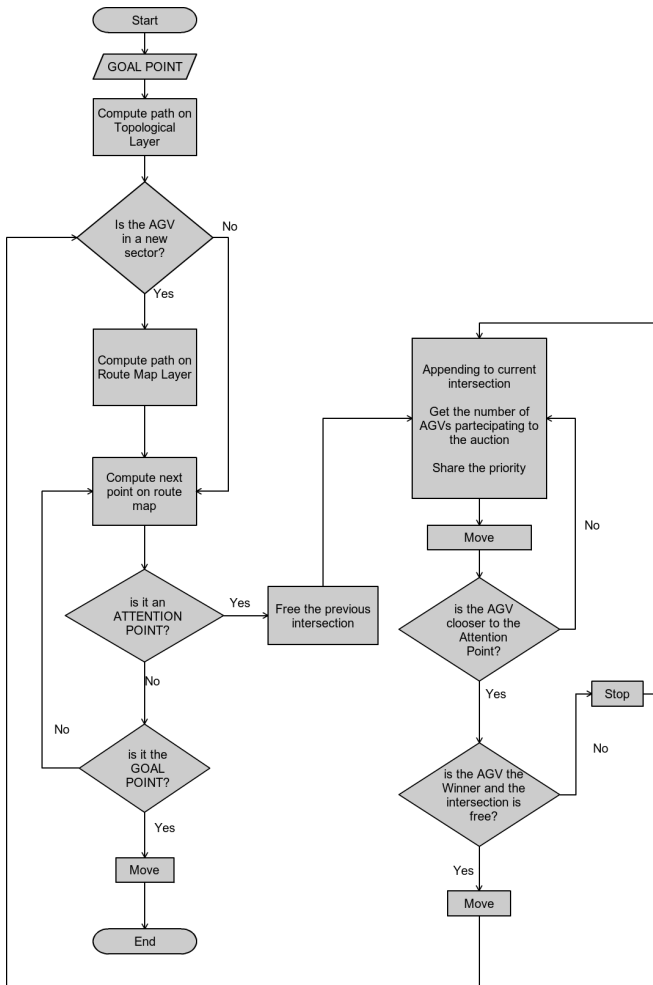 Start
GOAL POINT
Compute path on
Topological
Layer
Is the AGV
in a new
sector?
No
Yes
Compute path on
Route Map Layer
Compute next
point on route
map
is it an
ATTENTION
POINT?
Yes
Free the previous
intersection
No
No
is it the
GOAL
POINT?
Yes
Move
End
Appending to current
intersection
Get the number of
AGVs partecipating to
the auction
Share the priority
No
Move
is the AGV
clooser to the
Attention
Point?
Yes
Stop
No
is the AGV the
Winner and the
intersection is
free?
Yes
Move